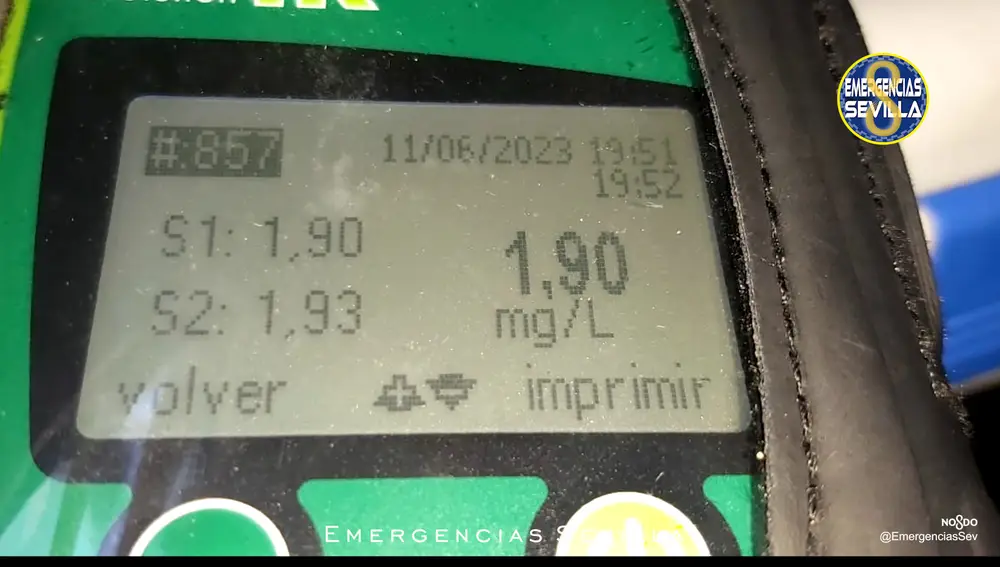 #:857 11/06/2023 19:51
19:52
S1: 1,90
1,90
S2: 1,93
mg/L
volver imprimir
EMERGENCIAS
SEVILLA
EMERGENCIAS
NO8DO
@EmergenciasSev